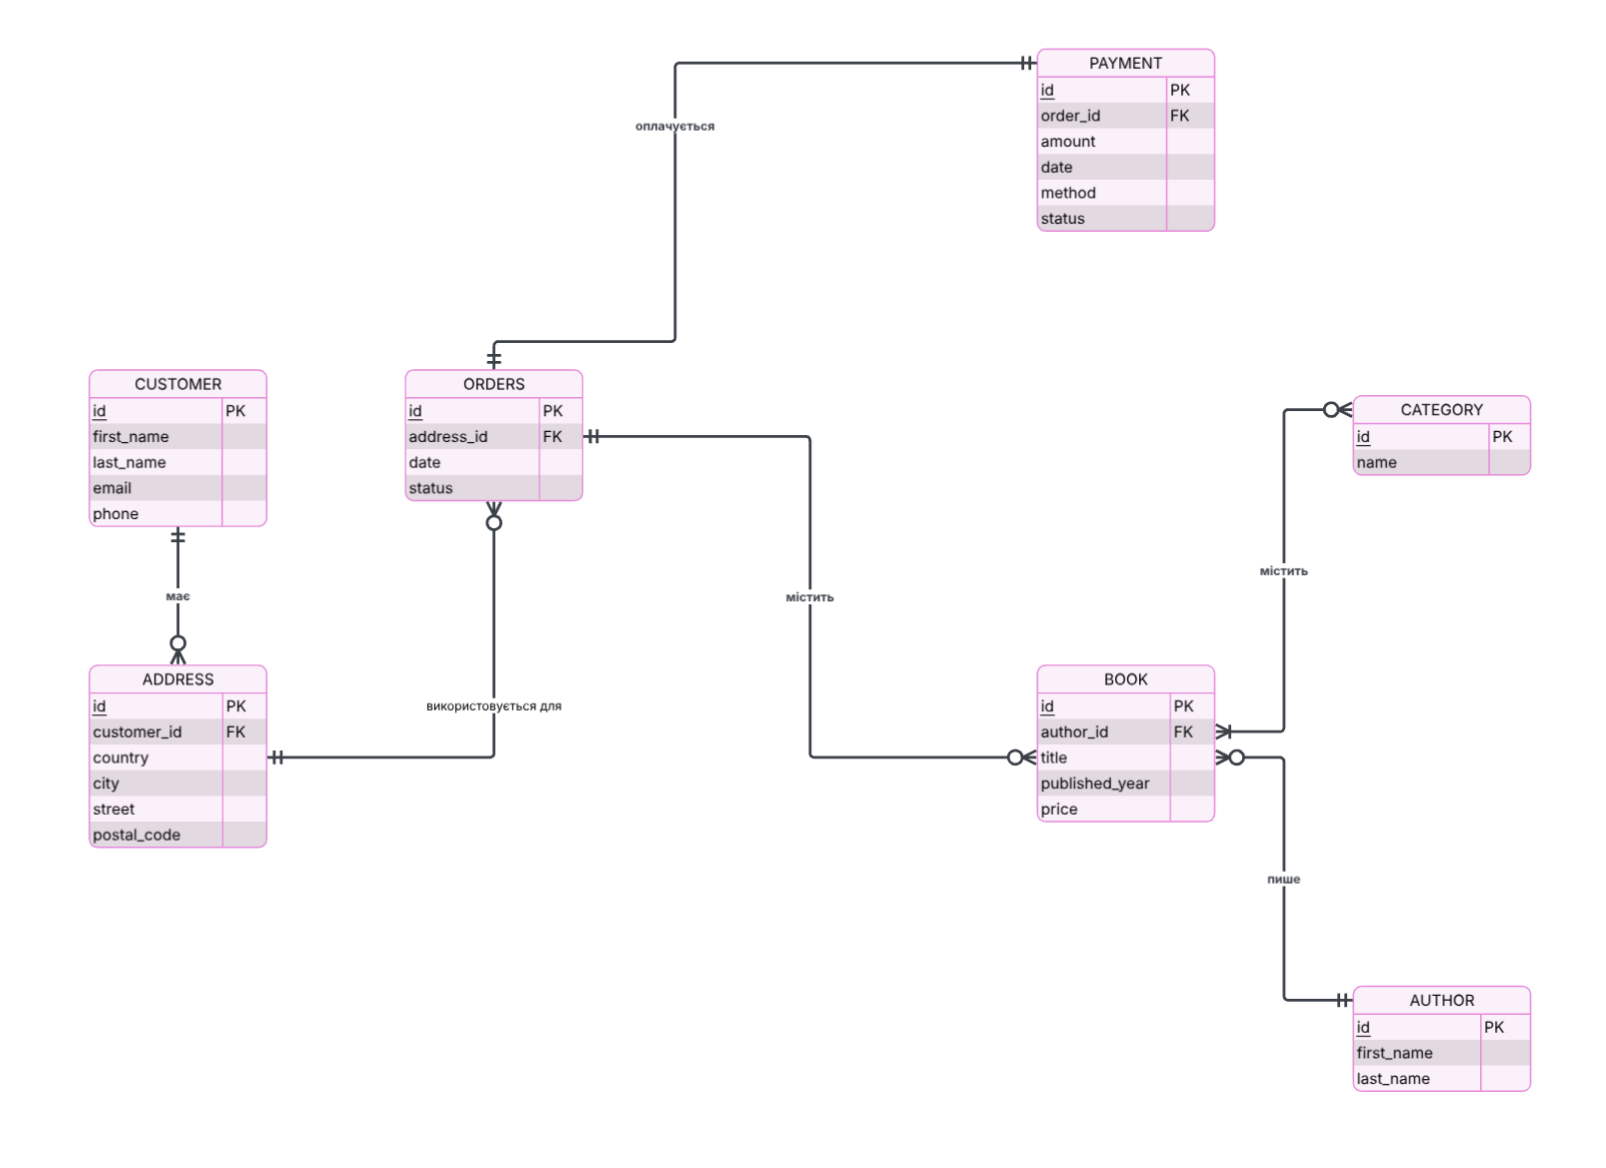 PAYMENT
id PK
order_id FK
amount
date
method
status
оплачується
CUSTOMER
id PK
first_name
last_name
email
phone
ORDERS
id PK
address_id FK
date
status
CATEGORY
id PK
name
має
містить
містить
ADDRESS
id PK
customer_id FK
country
city
street
postal_code
використовується для
BOOK
id PK
author_id FK
title
published_year
price
пише
AUTHOR
id PK
first_name
last_name